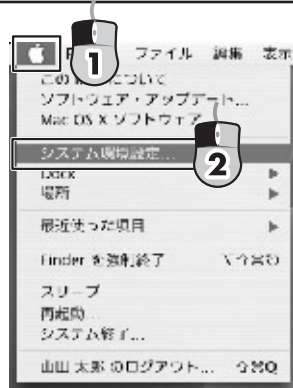 1
ファイル 編集 表示
この について
ソフトウェア・アップデート...
Mac OS X ソフトウェア
システム環境設定...
2
Dock
場所
最近使った項目
Finder を強制終了 ⌥⇧⌘⎋
スリープ
再起動...
システム終了...
山田 太郎 のログアウト... ⇧⌘Q